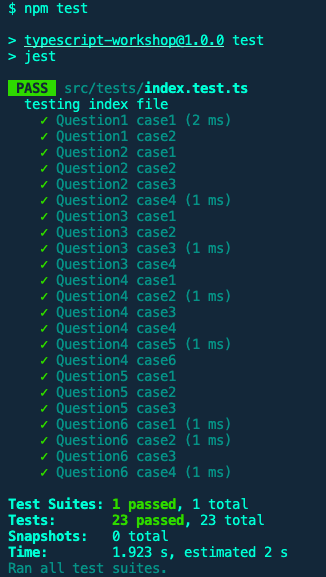 $ npm test
> typescript-workshop@1.0.0 test
> jest
PASS src/tests/index.test.ts
testing index file
✓ Question1 case1 (2 ms)
✓ Question1 case2
✓ Question2 case1
✓ Question2 case2
✓ Question2 case3
✓ Question2 case4 (1 ms)
✓ Question3 case1
✓ Question3 case2
✓ Question3 case3 (1 ms)
✓ Question3 case4
✓ Question4 case1
✓ Question4 case2 (1 ms)
✓ Question4 case3
✓ Question4 case4
✓ Question4 case5 (1 ms)
✓ Question4 case6
✓ Question5 case1
✓ Question5 case2
✓ Question5 case3
✓ Question6 case1 (1 ms)
✓ Question6 case2 (1 ms)
✓ Question6 case3
✓ Question6 case4 (1 ms)
Test Suites: 1 passed, 1 total
Tests: 23 passed, 23 total
Snapshots: 0 total
Time: 1.923 s, estimated 2 s
Ran all test suites.